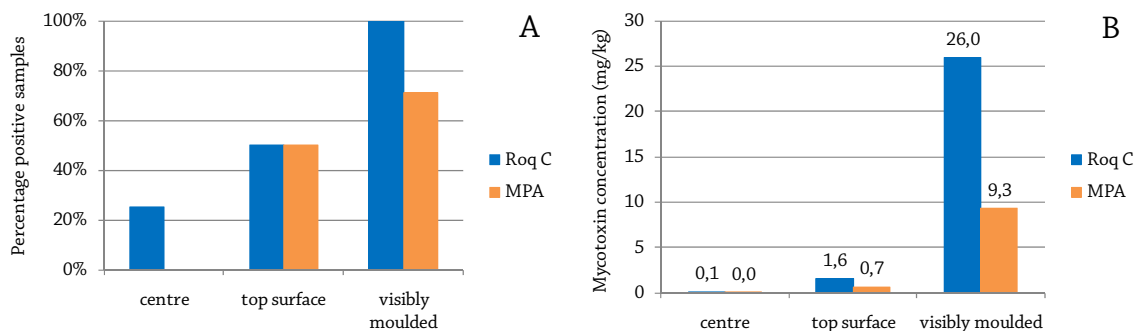 A
Percentage positive samples
100%
80%
60%
40%
20%
0%
centre
top surface
visibly
moulded
Roq C
MPA
B
Mycotoxin concentration (mg/kg)
30
25
20
15
10
5
0
0,1
0,0
1,6
0,7
26,0
9,3
centre
top surface
visibly moulded
Roq C
MPA